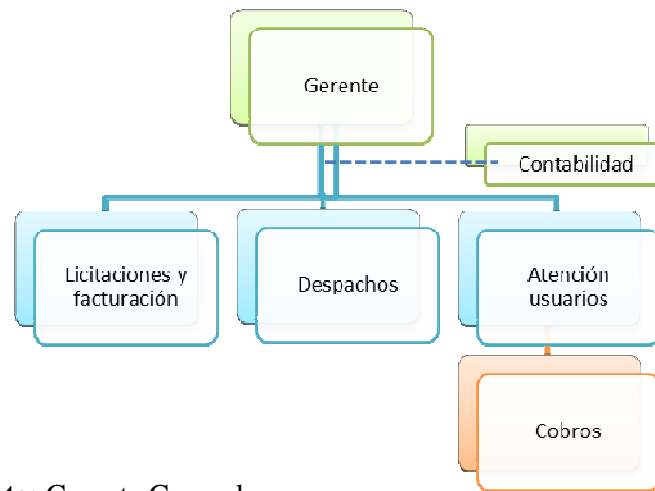 Gerente
Contabilidad
Licitaciones y
facturación
Despachos
Atención
usuarios
Cobros